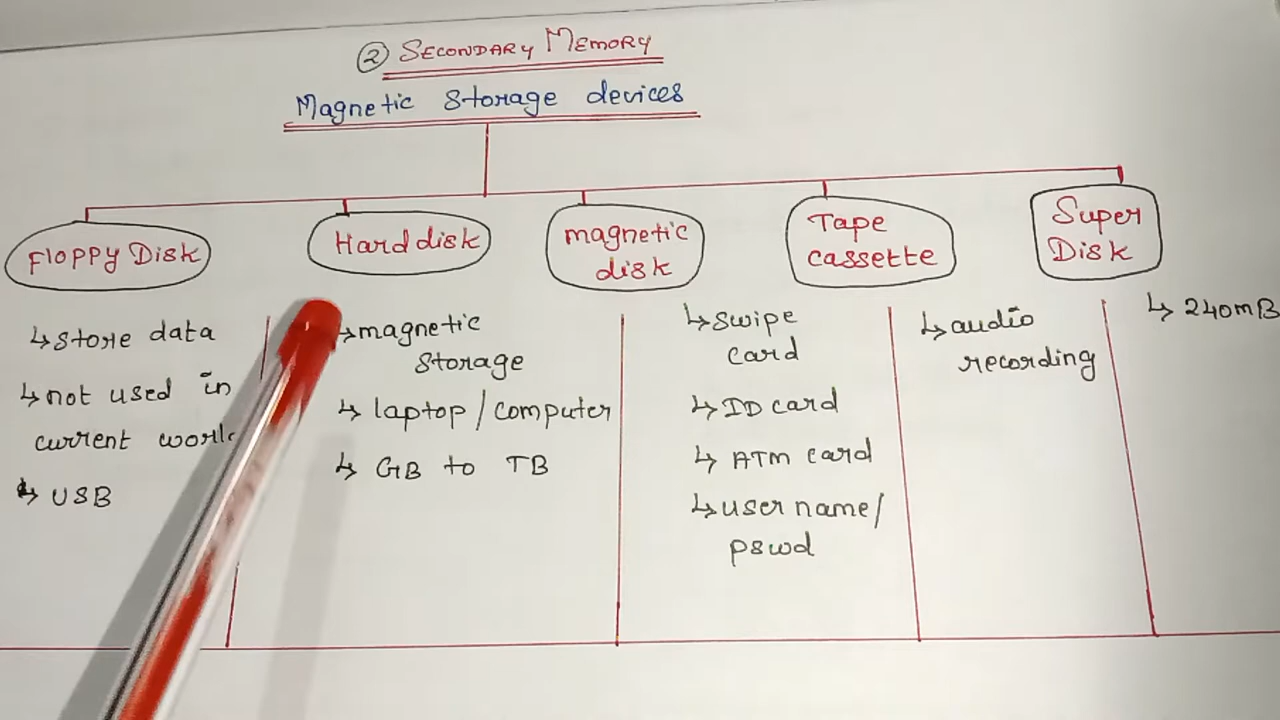 ② SECONDARY MEMORY
Magnetic Storage devices
Floppy Disk
↳ store data
↳ not used in
current world
↳ USB
Hard disk
↳ magnetic
storage
↳ laptop / computer
↳ GB to TB
magnetic
disk
↳ swipe
card
↳ ID card
↳ ATM card
↳ user name/
pswd
Tape
cassette
↳ audio
recording
Super
Disk
↳ 240MB